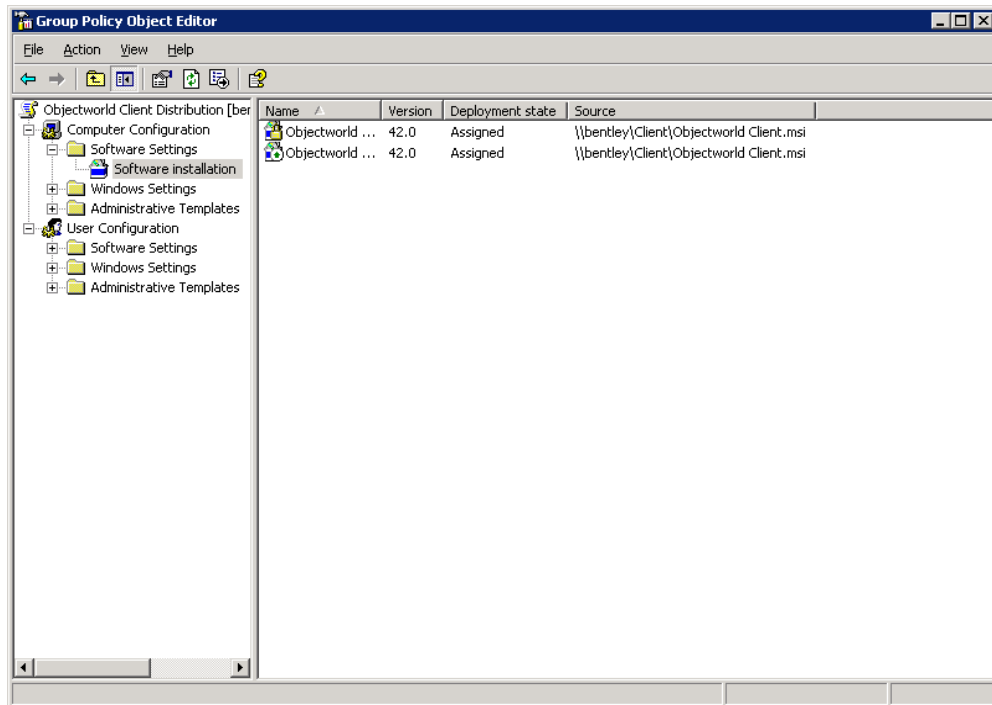 Group Policy Object Editor
File Action View Help
Objectworld Client Distribution [ber
Computer Configuration
Software Settings
Software installation
Windows Settings
Administrative Templates
User Configuration
Software Settings
Windows Settings
Administrative Templates
Name Version Deployment state Source
Objectworld ... 42.0 Assigned \\bentley\Client\Objectworld Client.msi
Objectworld ... 42.0 Assigned \\bentley\Client\Objectworld Client.msi